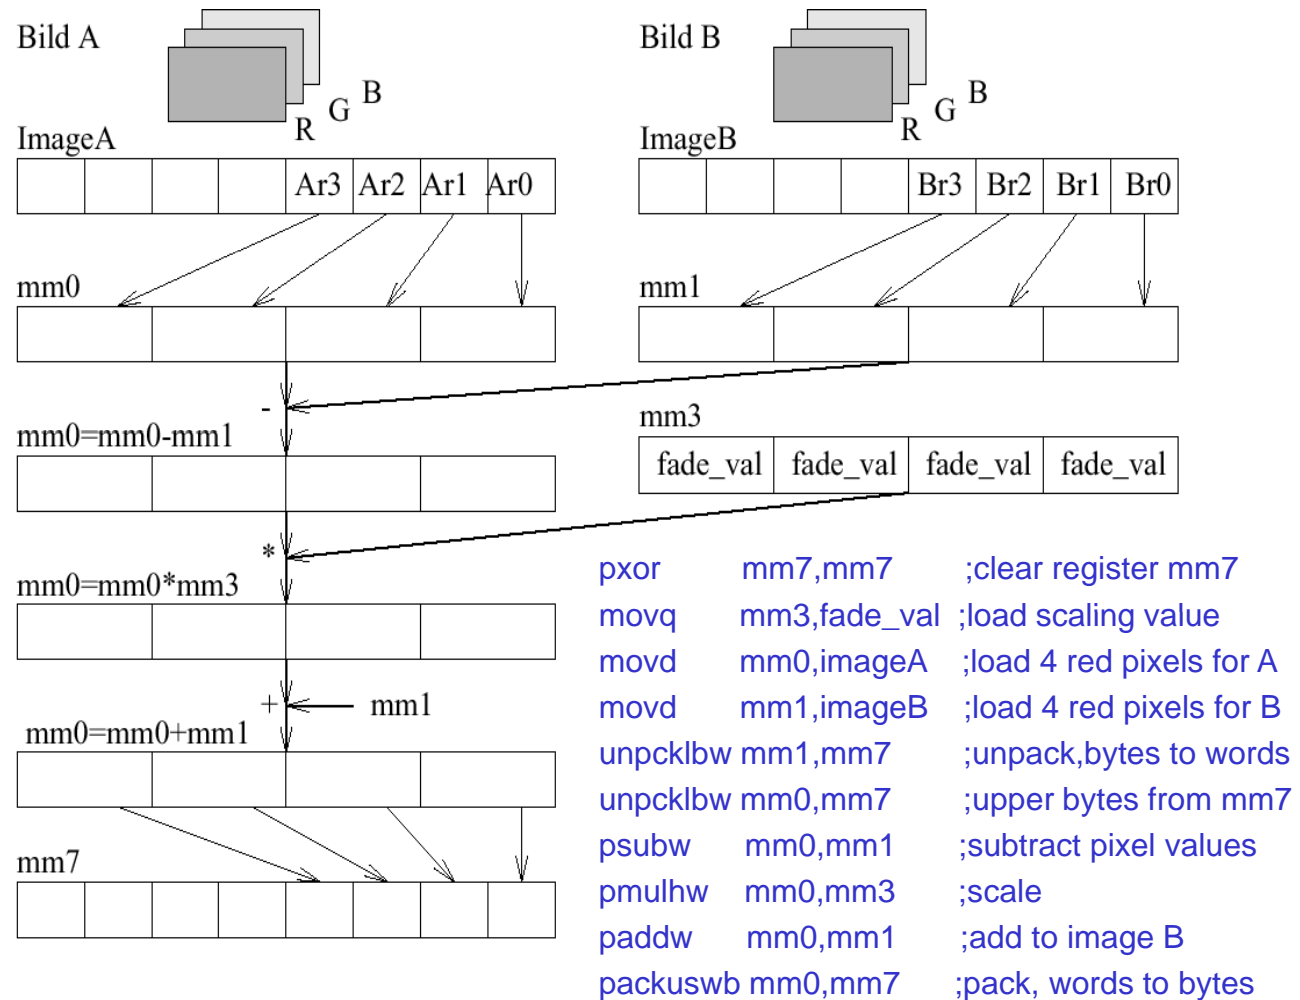 Bild A
R G B
ImageA
Ar3 Ar2 Ar1 Ar0
mm0
-
mm0=mm0-mm1
*
mm0=mm0*mm3
+ mm1
mm0=mm0+mm1
mm7
Bild B
R G B
ImageB
Br3 Br2 Br1 Br0
mm1
mm3
fade_val fade_val fade_val fade_val
pxor mm7,mm7 ;clear register mm7
movq mm3,fade_val ;load scaling value
movd mm0,imageA ;load 4 red pixels for A
movd mm1,imageB ;load 4 red pixels for B
unpcklbw mm1,mm7 ;unpack,bytes to words
unpcklbw mm0,mm7 ;upper bytes from mm7
psubw mm0,mm1 ;subtract pixel values
pmulhw mm0,mm3 ;scale
paddw mm0,mm1 ;add to image B
packuswb mm0,mm7 ;pack, words to bytes